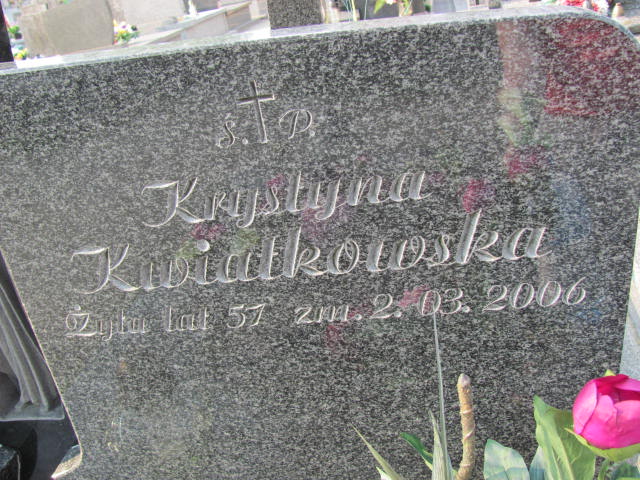 Ś. P.
Krystyna
Kwiatkowska
Żyła lat 57 zm. 2. 03. 2006